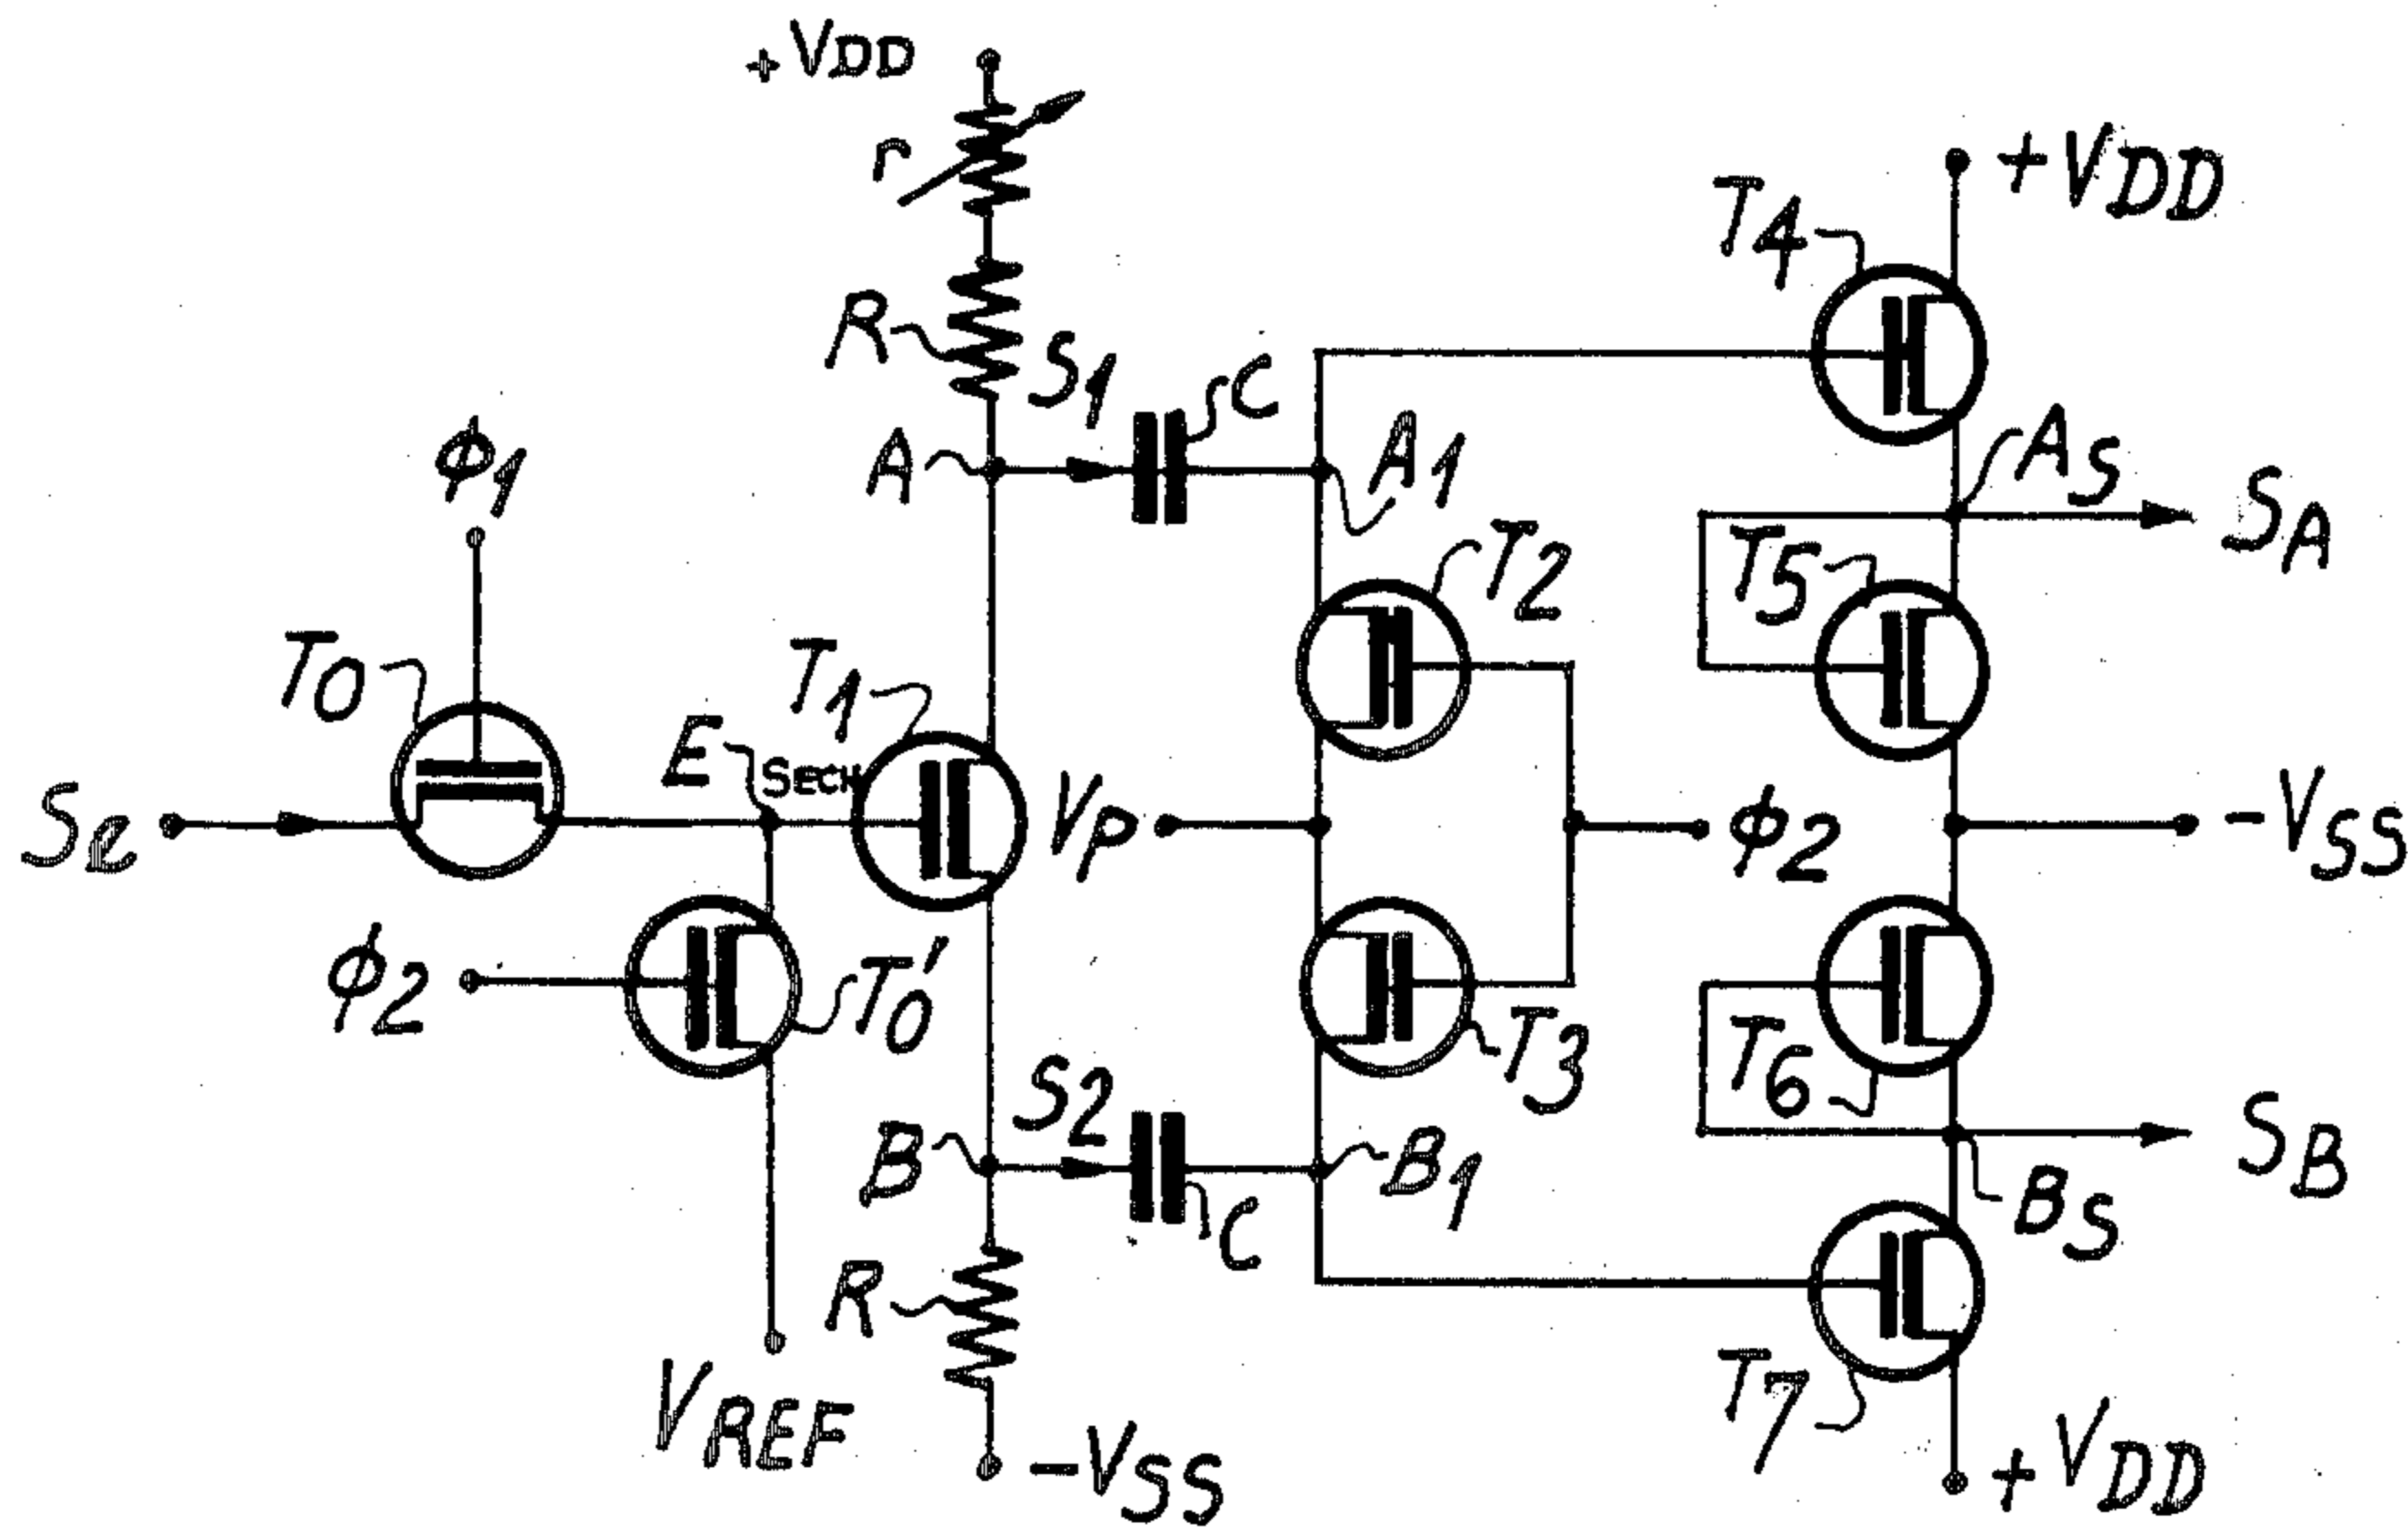 +VDD
r
+VDD
T4
R
S1
C
A
A1
AS
SA
ϕ1
T2
T5
T0
T1
E
SECH
Se
VP
ϕ2
-VSS
ϕ2
T0'
T3
T6
S2
B
B1
SB
C
BS
R
VREF
T7
-VSS
+VDD